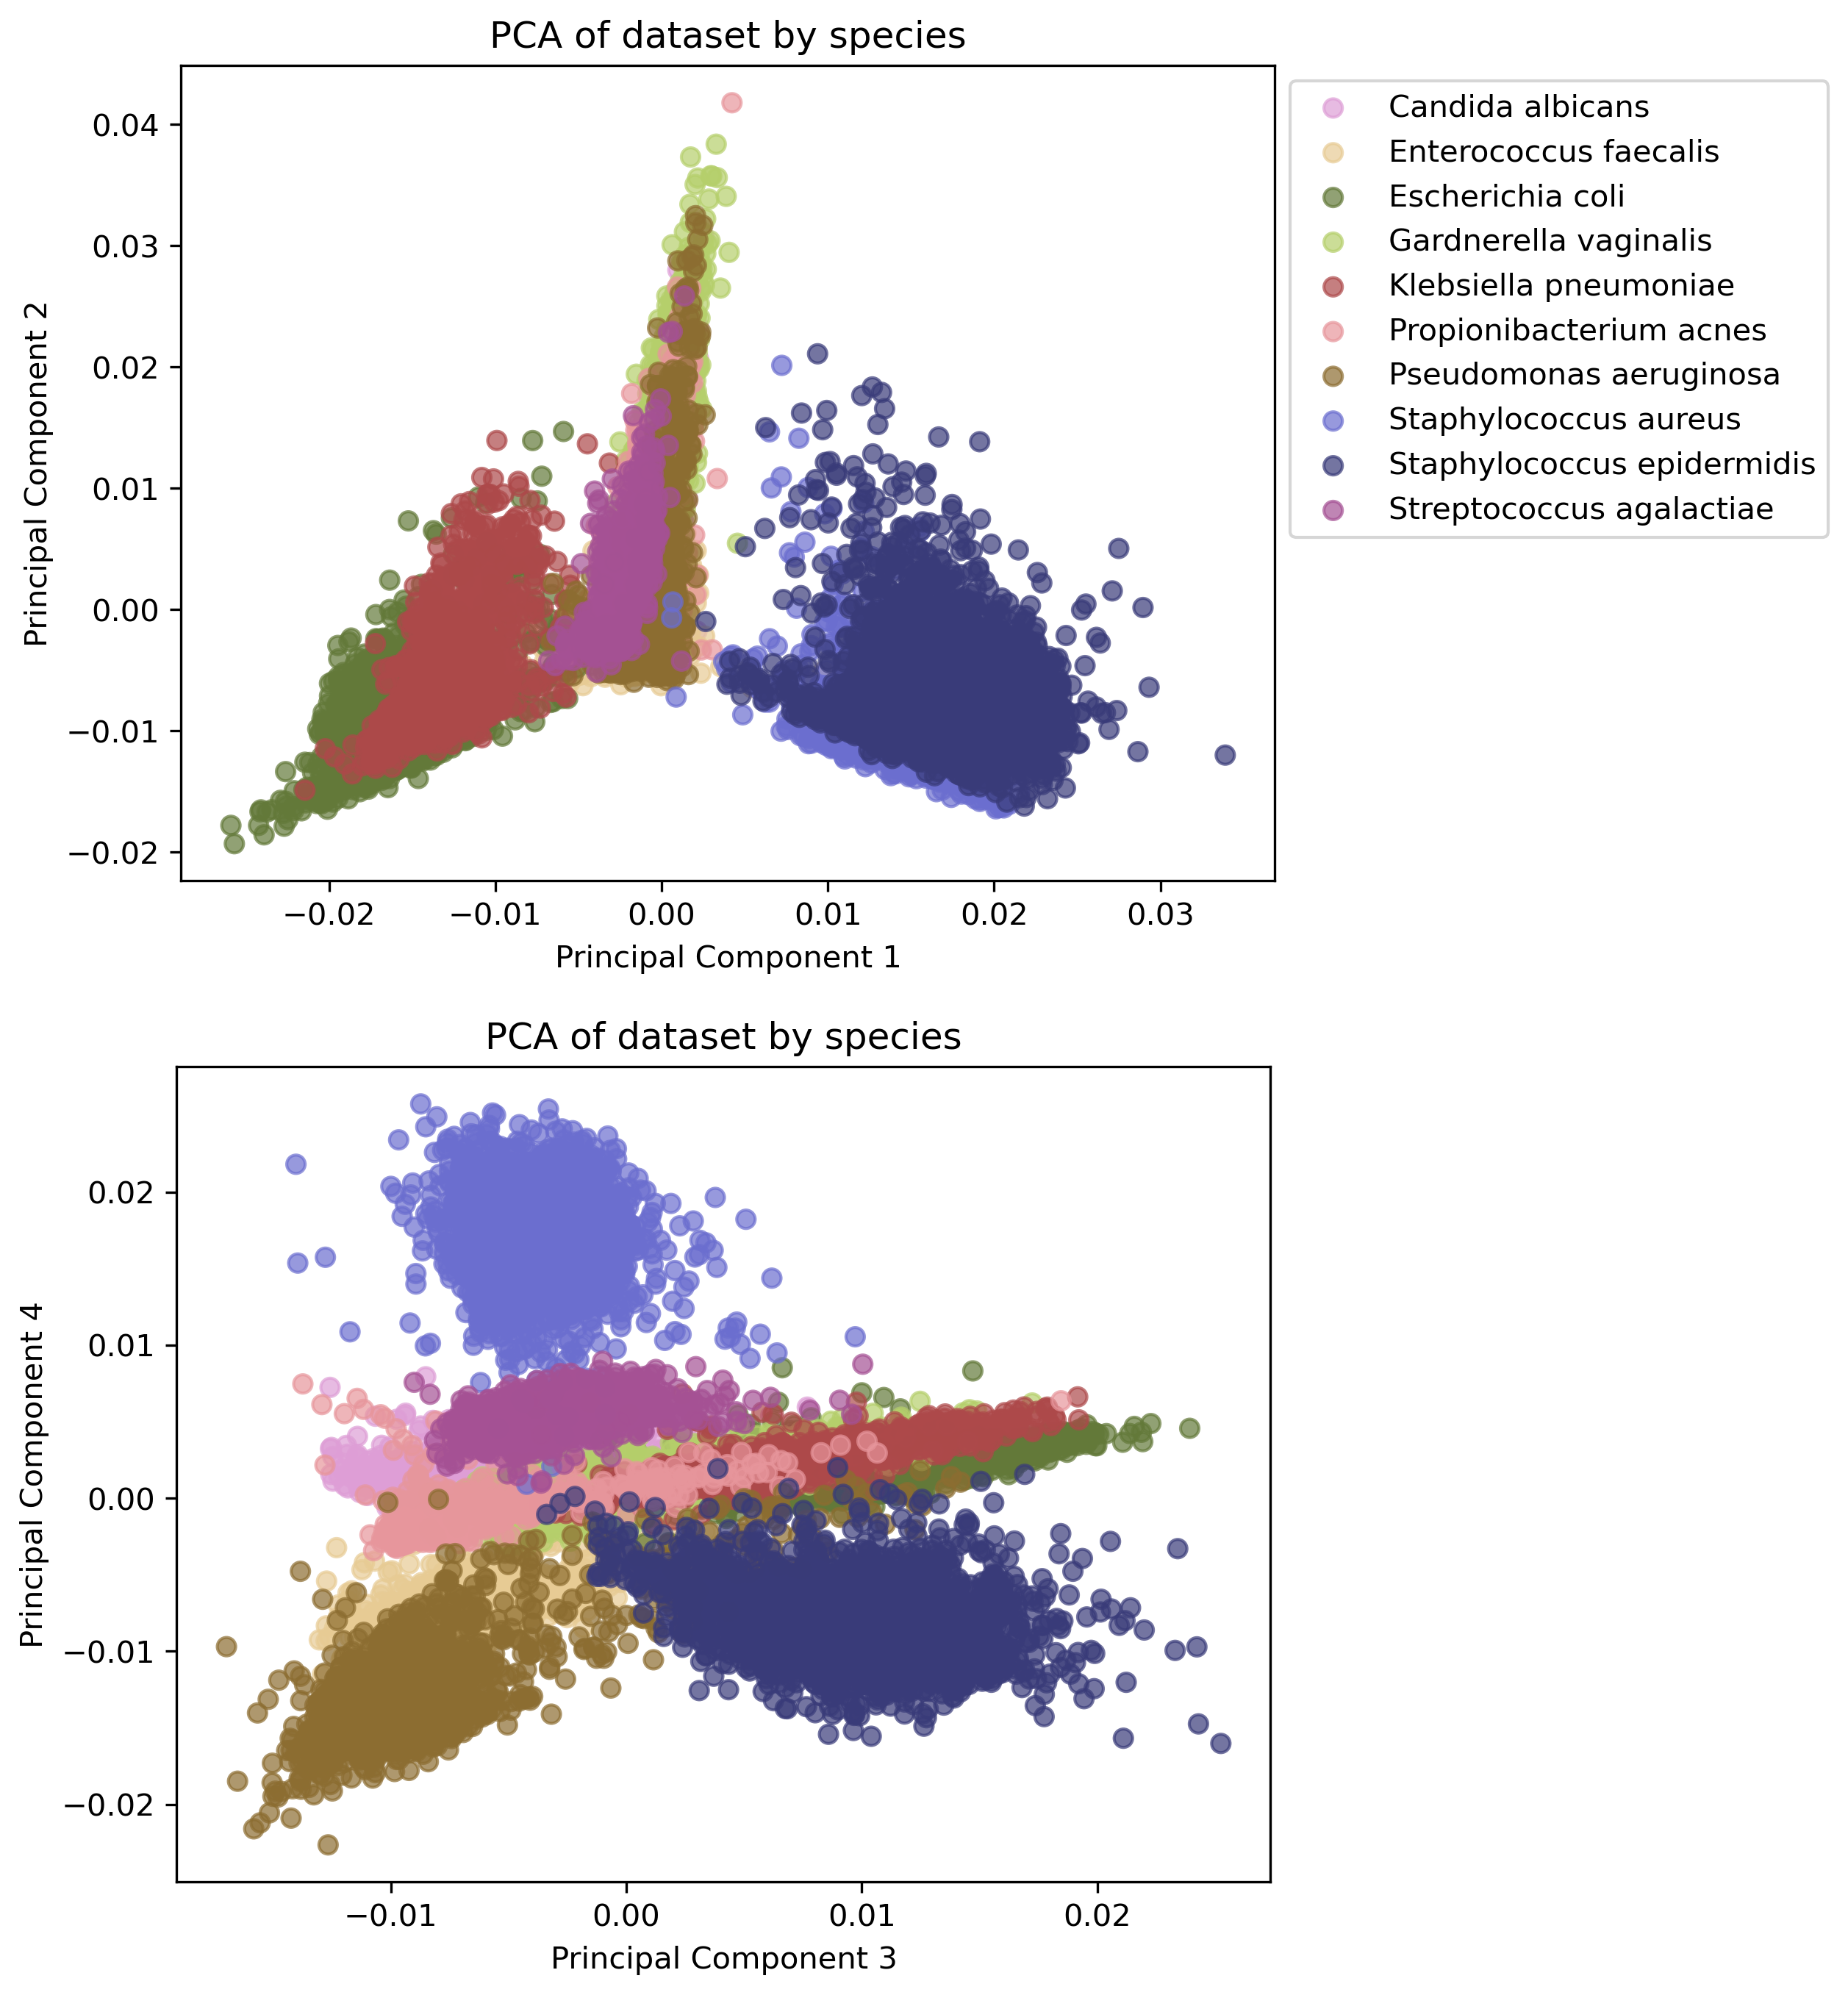 PCA of dataset by species
0.04
0.03
0.02
0.01
0.00
−0.01
−0.02
Principal Component 2
−0.02
−0.01
0.00
0.01
0.02
0.03
Principal Component 1
Candida albicans
Enterococcus faecalis
Escherichia coli
Gardnerella vaginalis
Klebsiella pneumoniae
Propionibacterium acnes
Pseudomonas aeruginosa
Staphylococcus aureus
Staphylococcus epidermidis
Streptococcus agalactiae
PCA of dataset by species
0.02
0.01
0.00
−0.01
−0.02
Principal Component 4
−0.01
0.00
0.01
0.02
Principal Component 3